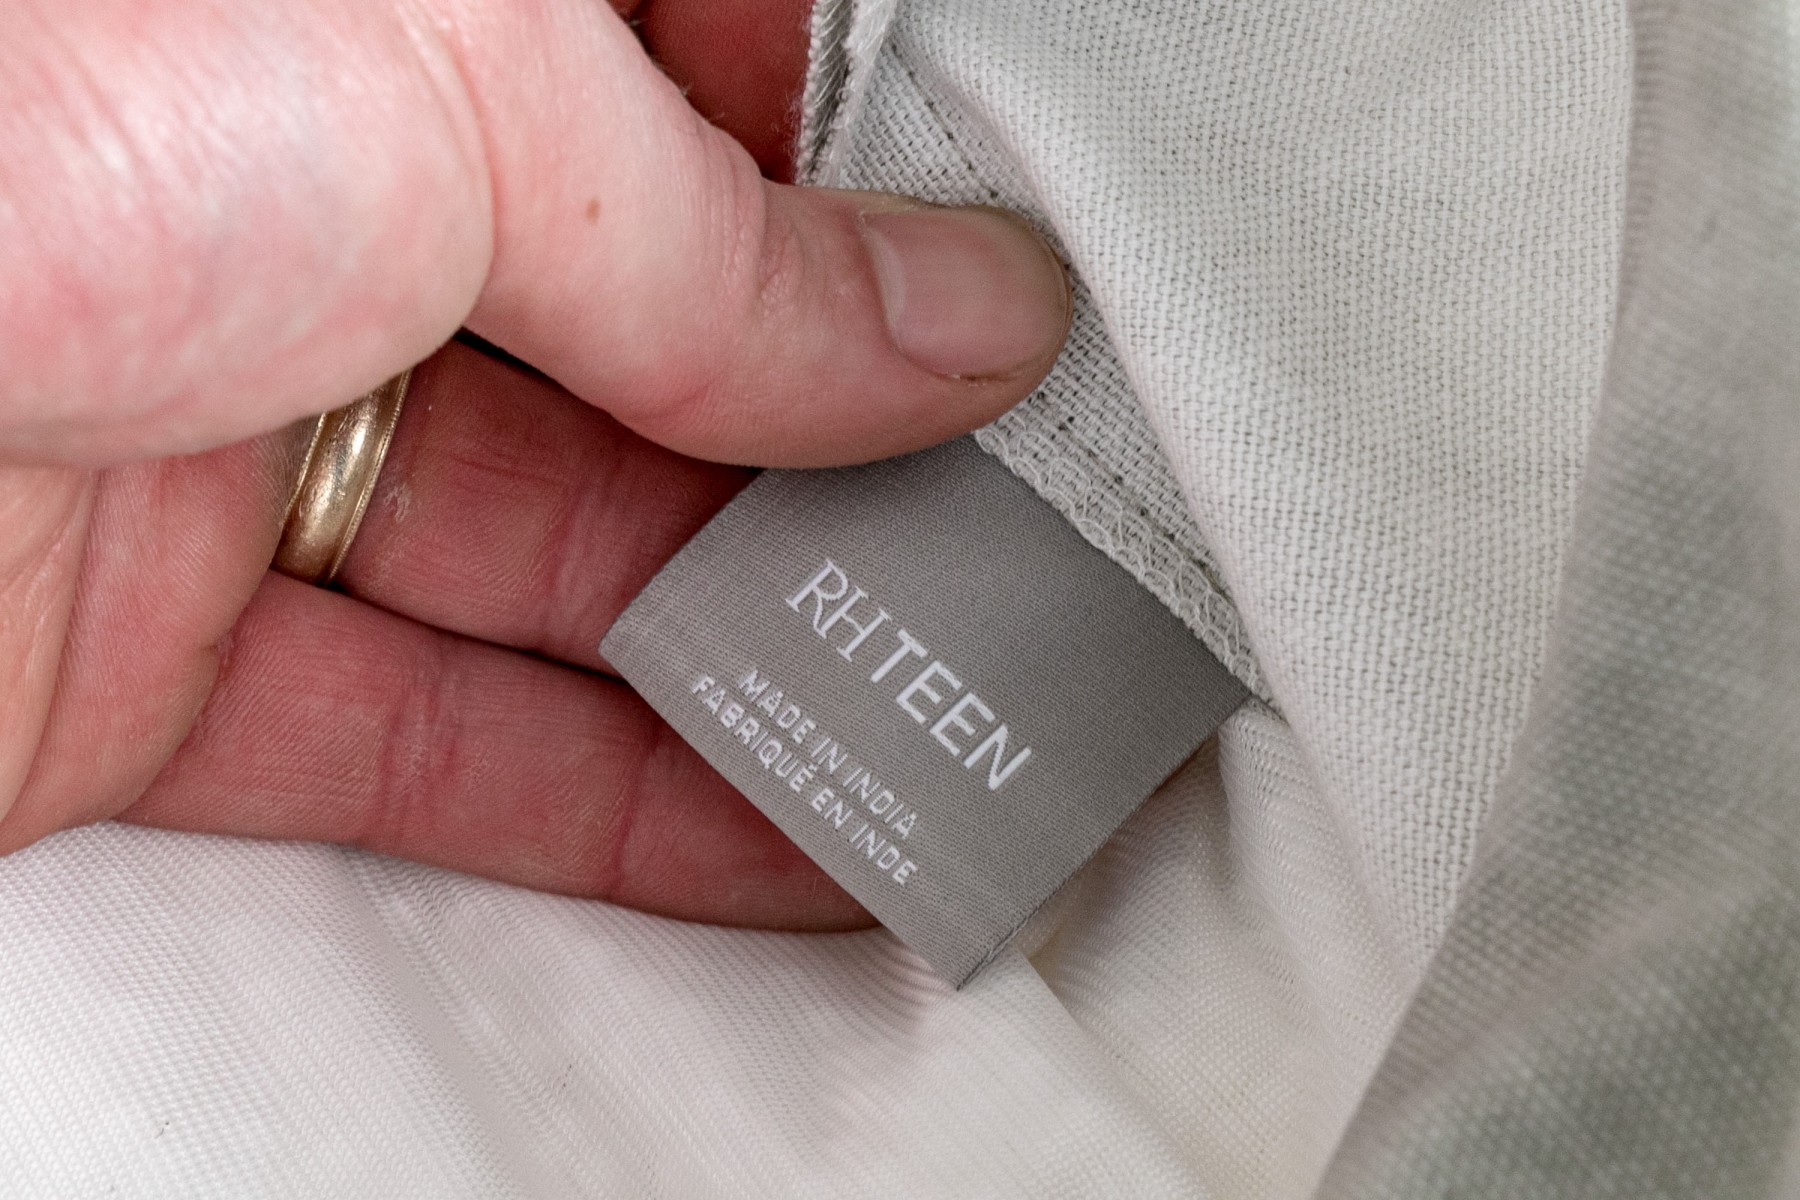 RH TEEN
MADE IN INDIA
FABRIQUÉ EN INDE